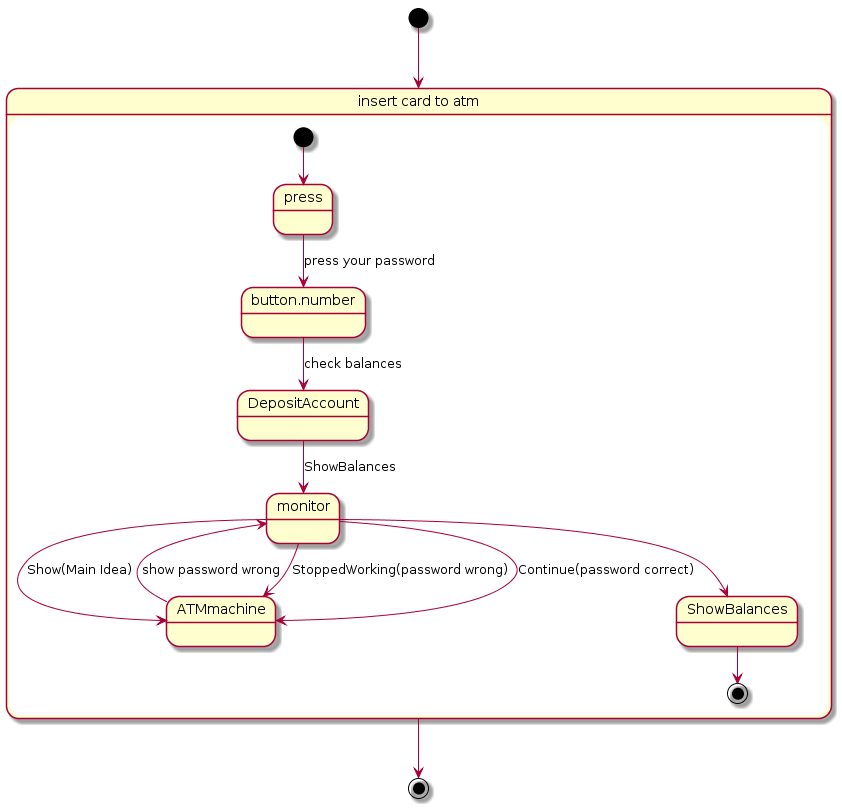 insert card to atm
press
press your password
button.number
check balances
DepositAccount
ShowBalances
monitor
Show(Main Idea)
show password wrong
StoppedWorking(password wrong)
Continue(password correct)
ATMmachine
ShowBalances